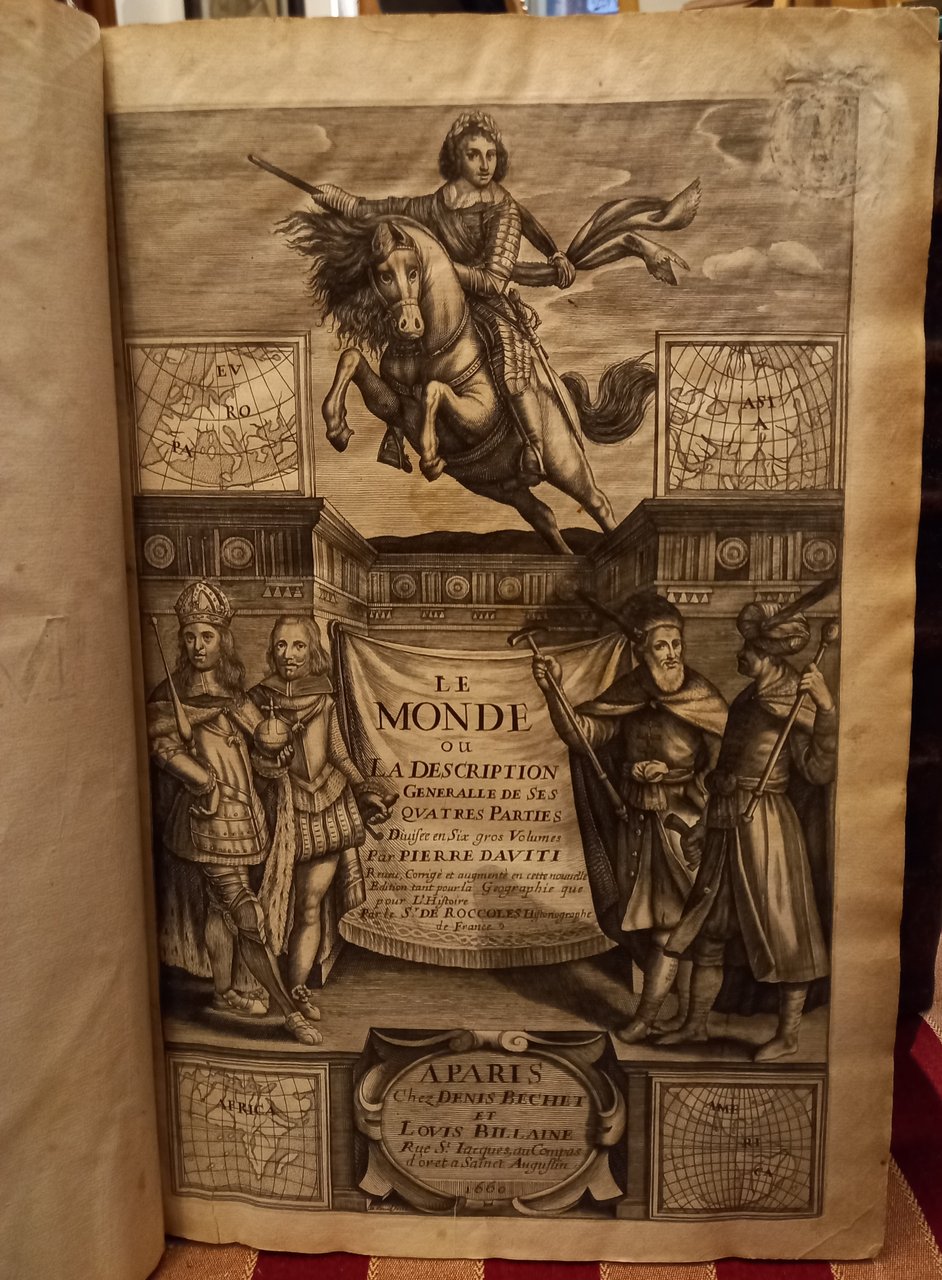 EV
RO
PA
ASI
A
LE
MONDE
OU
LA DESCRIPTION
GENERALLE DE SES
QVATRES PARTIES
Diuisée en Six gros Volumes
Par PIERRE DAVITI
Reueu, Corrigé et augmenté en cette nouuelle
Edition tant pour la Geographie que
pour L'Histoire
Par le Sr. DE ROCCOLES Historiographe
de France
AFRICA
APARIS
Chez DENIS BECHET
ET
LOVIS BILLAINE
Rue St. Iacques, au Compas
d'or et a Sainct Augustin
1660
AME
RI
CA